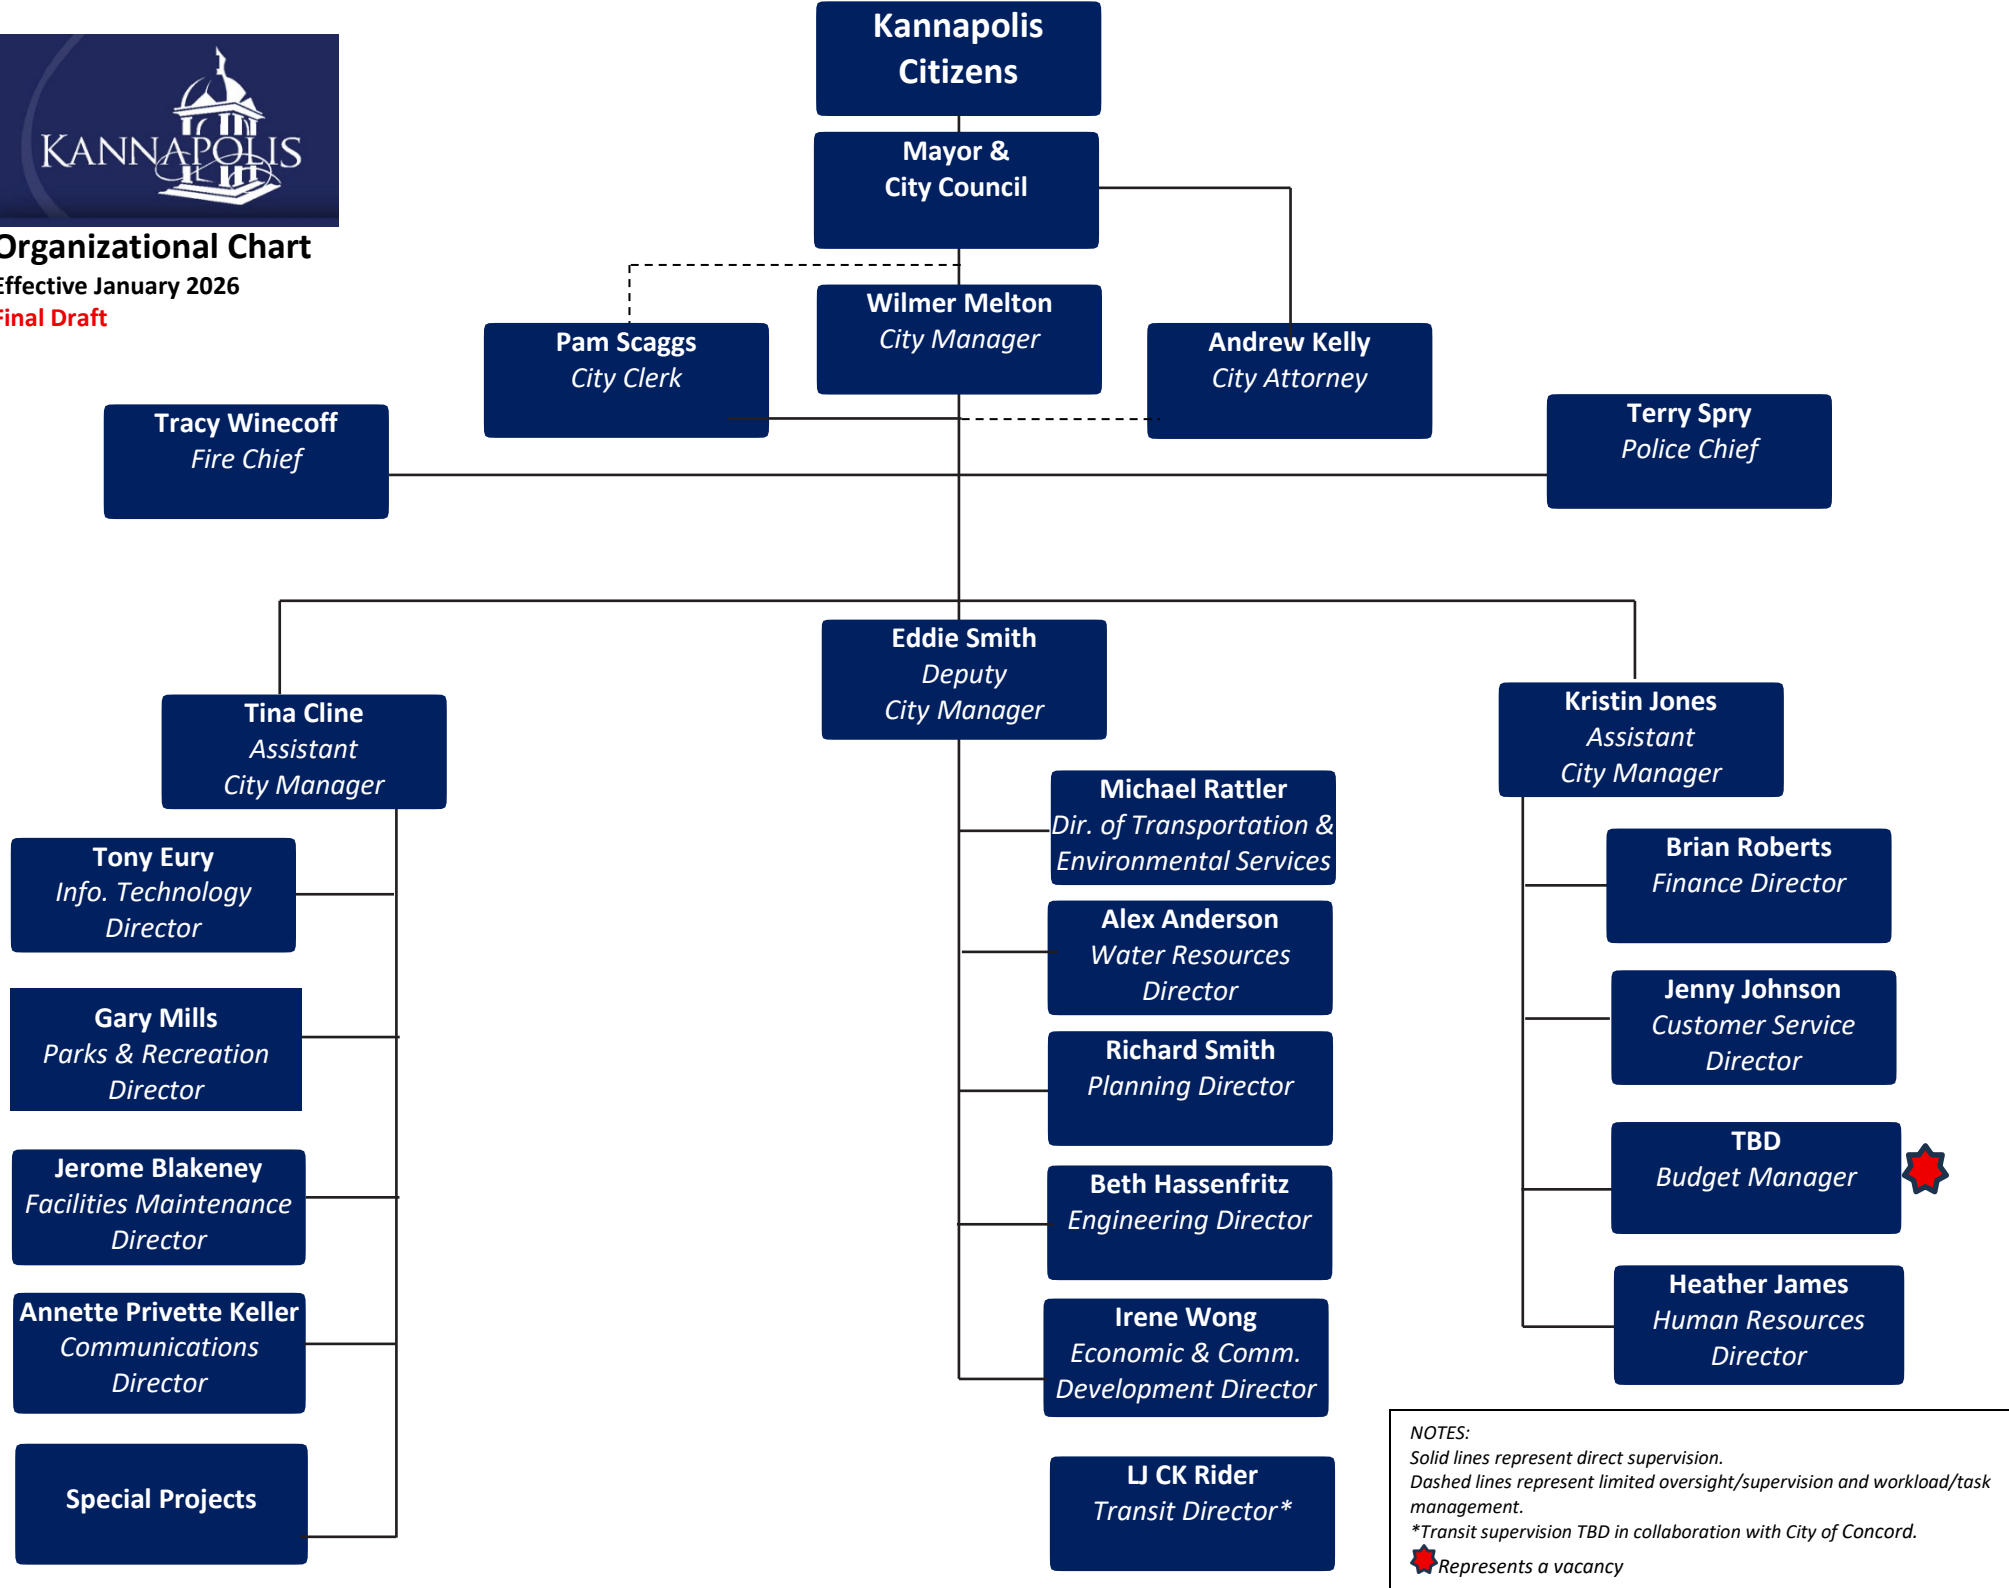 Kannapolis
Citizens
KANNAPOLIS
Mayor &
City Council
Organizational Chart
Effective January 2026
Final Draft
Wilmer Melton
City Manager
Pam Scaggs
City Clerk
Andrew Kelly
City Attorney
Tracy Winecoff
Fire Chief
Terry Spry
Police Chief
Eddie Smith
Deputy
City Manager
Tina Cline
Assistant
City Manager
Kristin Jones
Assistant
City Manager
Tony Eury
Info. Technology
Director
Gary Mills
Parks & Recreation
Director
Jerome Blakeney
Facilities Maintenance
Director
Annette Privette Keller
Communications
Director
Special Projects
Michael Rattler
Dir. of Transportation &
Environmental Services
Alex Anderson
Water Resources
Director
Richard Smith
Planning Director
Beth Hassenfritz
Engineering Director
Irene Wong
Economic & Comm.
Development Director
LJ CK Rider
Transit Director*
Brian Roberts
Finance Director
Jenny Johnson
Customer Service
Director
TBD
Budget Manager
Heather James
Human Resources
Director
NOTES:
Solid lines represent direct supervision.
Dashed lines represent limited oversight/supervision and workload/task
management.
*Transit supervision TBD in collaboration with City of Concord.
Represents a vacancy